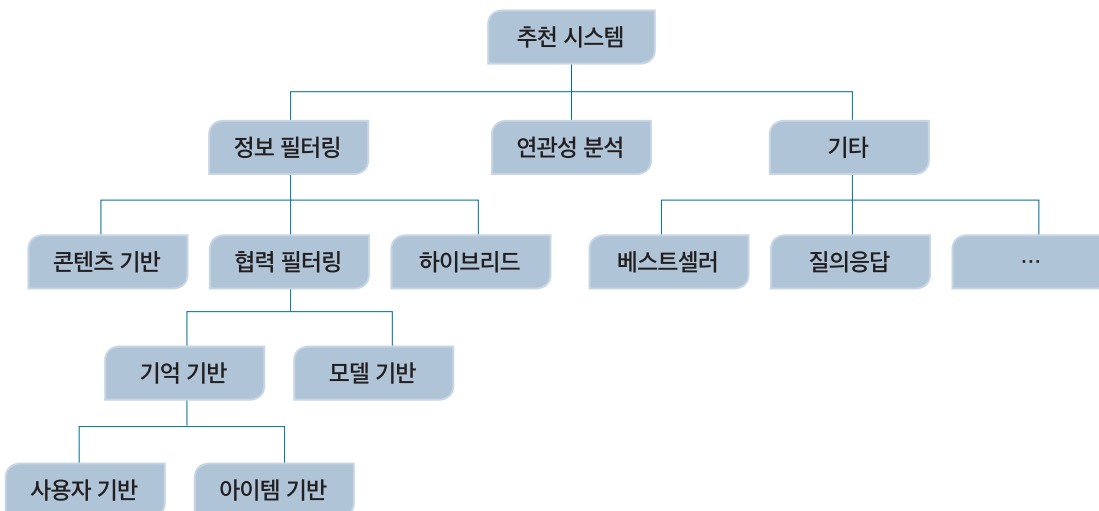 추천 시스템
정보 필터링
연관성 분석
기타
콘텐츠 기반
협력 필터링
하이브리드
베스트셀러
질의응답
…
기억 기반
모델 기반
사용자 기반
아이템 기반